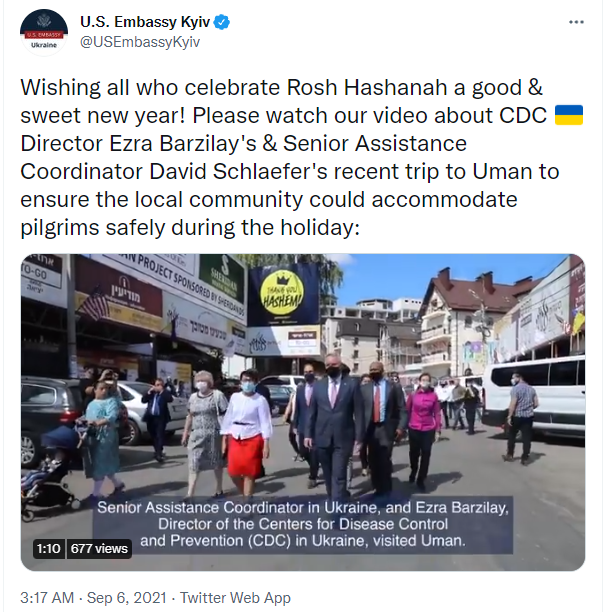 U.S. Embassy Kyiv
@USEmbassyKyiv
U.S. EMBASSY
Ukraine
Wishing all who celebrate Rosh Hashanah a good &
sweet new year! Please watch our video about CDC 🇺🇦
Director Ezra Barzilay's & Senior Assistance
Coordinator David Schlaefer's recent trip to Uman to
ensure the local community could accommodate
pilgrims safely during the holiday:
TO-GO
AN PROJECT SPONSORED BY
SHERIDANDS
THANK YOU
HASHEM!
מודיעין
Senior Assistance Coordinator in Ukraine, and Ezra Barzilay,
Director of the Centers for Disease Control
and Prevention (CDC) in Ukraine, visited Uman.
1:10 677 views
3:17 AM · Sep 6, 2021 · Twitter Web App